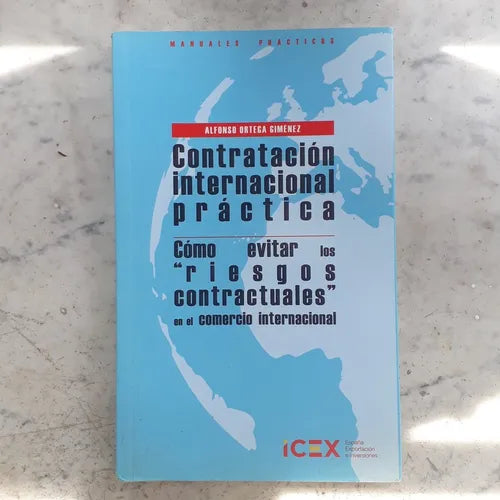 MANUALES PRÁCTICOS
ALFONSO ORTEGA GIMÉNEZ
Contratación
internacional
práctica
Cómo evitar los
“riesgos
contractuales”
en el comercio internacional
ICEX
España
Exportación
e Inversiones